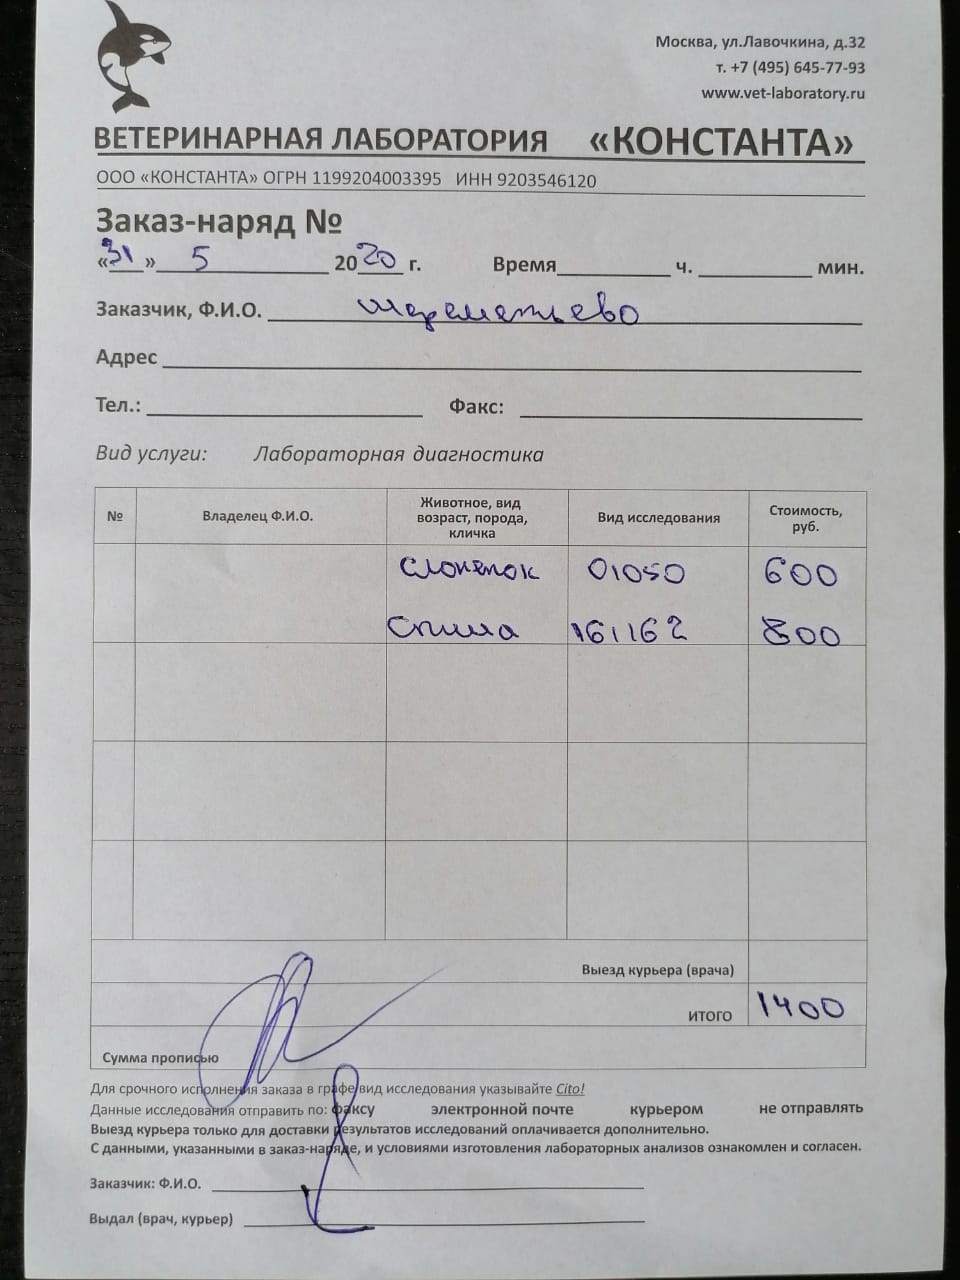 Москва, ул.Лавочкина, д.32
т. +7 (495) 645-77-93
www.vet-laboratory.ru
ВЕТЕРИНАРНАЯ ЛАБОРАТОРИЯ «КОНСТАНТА»
ООО «КОНСТАНТА» ОГРН 1199204003395 ИНН 9203546120
Заказ-наряд №
«31» 5 2020 г. Время ч. мин.
Заказчик, Ф.И.О. Шереметьево
Адрес
Тел.: Факс:
Вид услуги: Лабораторная диагностика
№ Владелец Ф.И.О. Животное, вид возраст, порода, кличка Вид исследования Стоимость, руб.
слонёнок 01050 600
161162 800
Выезд курьера (врача)
ИТОГО 1400
Сумма прописью
Для срочного исполнения заказа в графе вид исследования указывайте Cito!
Данные исследования отправить по: факсу электронной почте курьером не отправлять
Выезд курьера только для доставки результатов исследований оплачивается дополнительно.
С данными, указанными в заказ-наряде, и условиями изготовления лабораторных анализов ознакомлен и согласен.
Заказчик: Ф.И.О.
Выдал (врач, курьер)